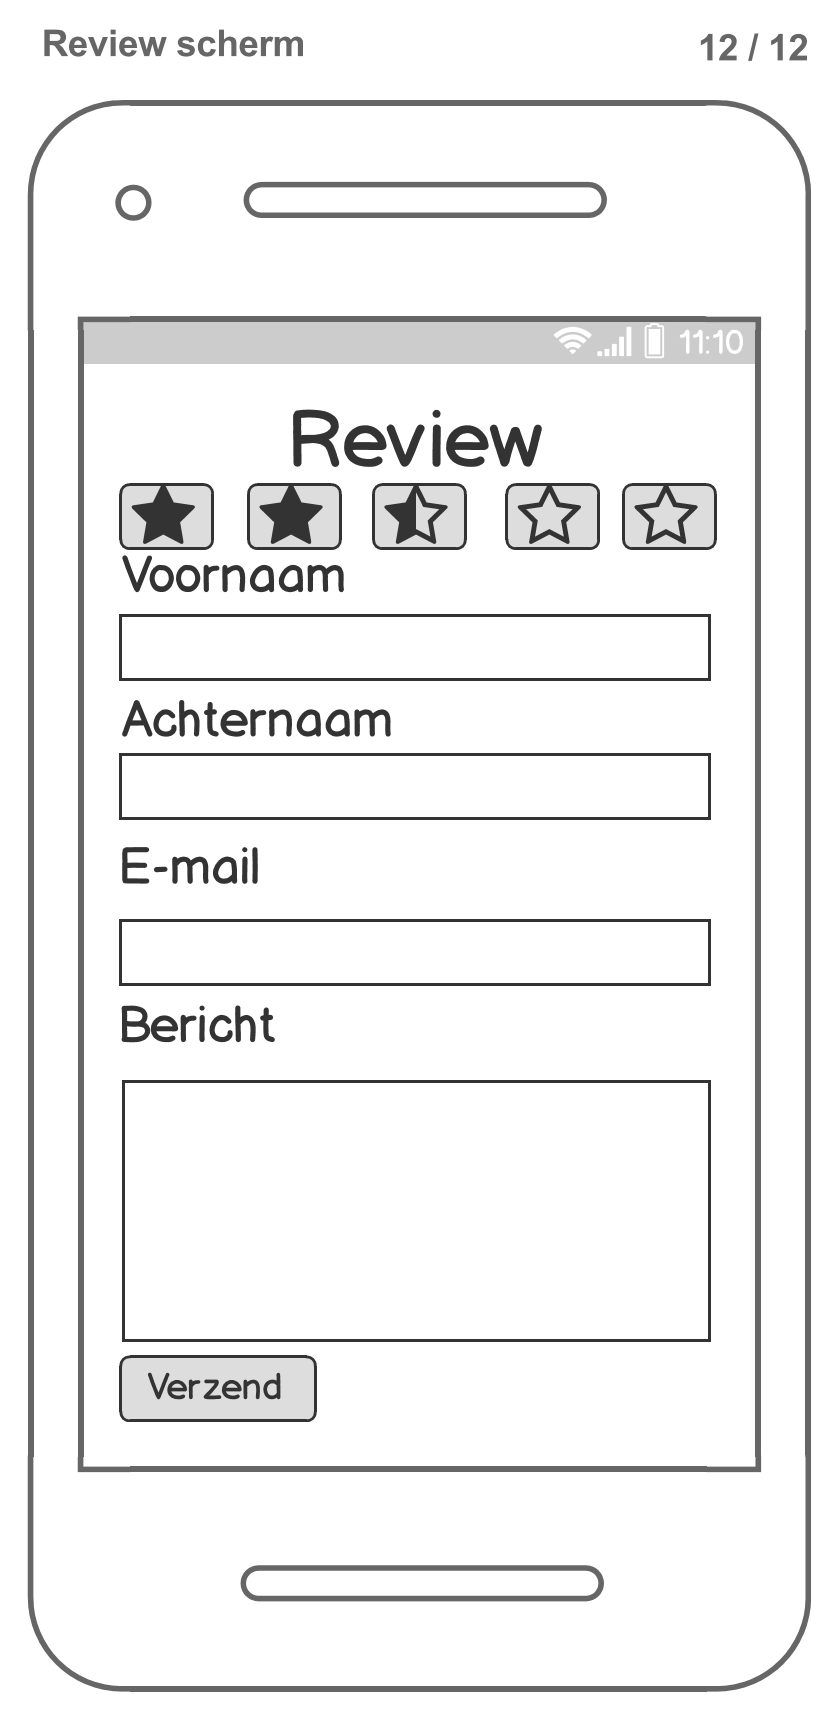 Review scherm
12 / 12
11:10
Review
Voornaam
Achternaam
E-mail
Bericht
Verzend